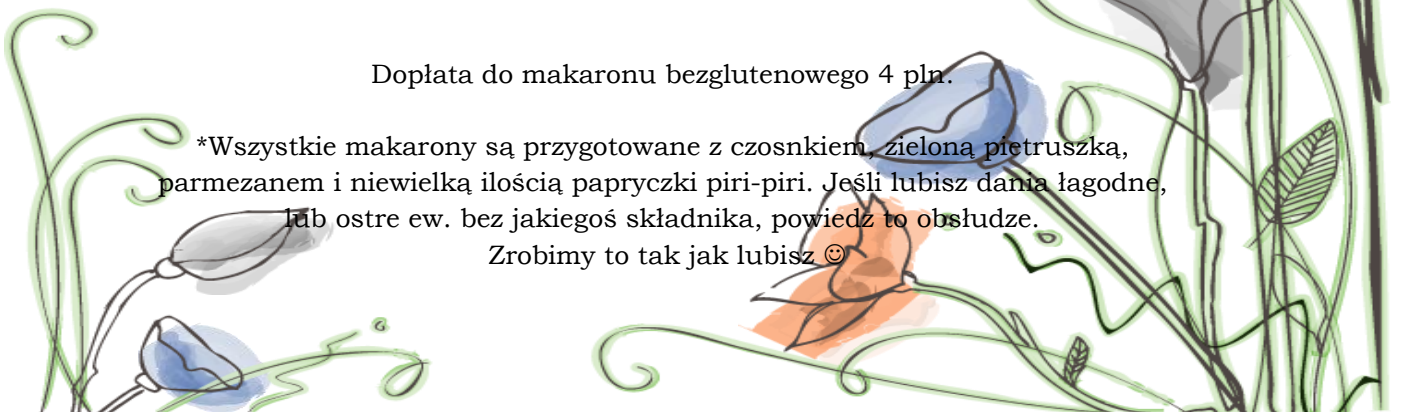 Dopłata do makaronu bezglutenowego 4 pln.
*Wszystkie makarony są przygotowane z czosnkiem, zieloną pietruszką,
parmezanem i niewielką ilością papryczki piri-piri. Jeśli lubisz dania łagodne,
lub ostre ew. bez jakiegoś składnika, powiedz to obsłudze.
Zrobimy to tak jak lubisz ☺